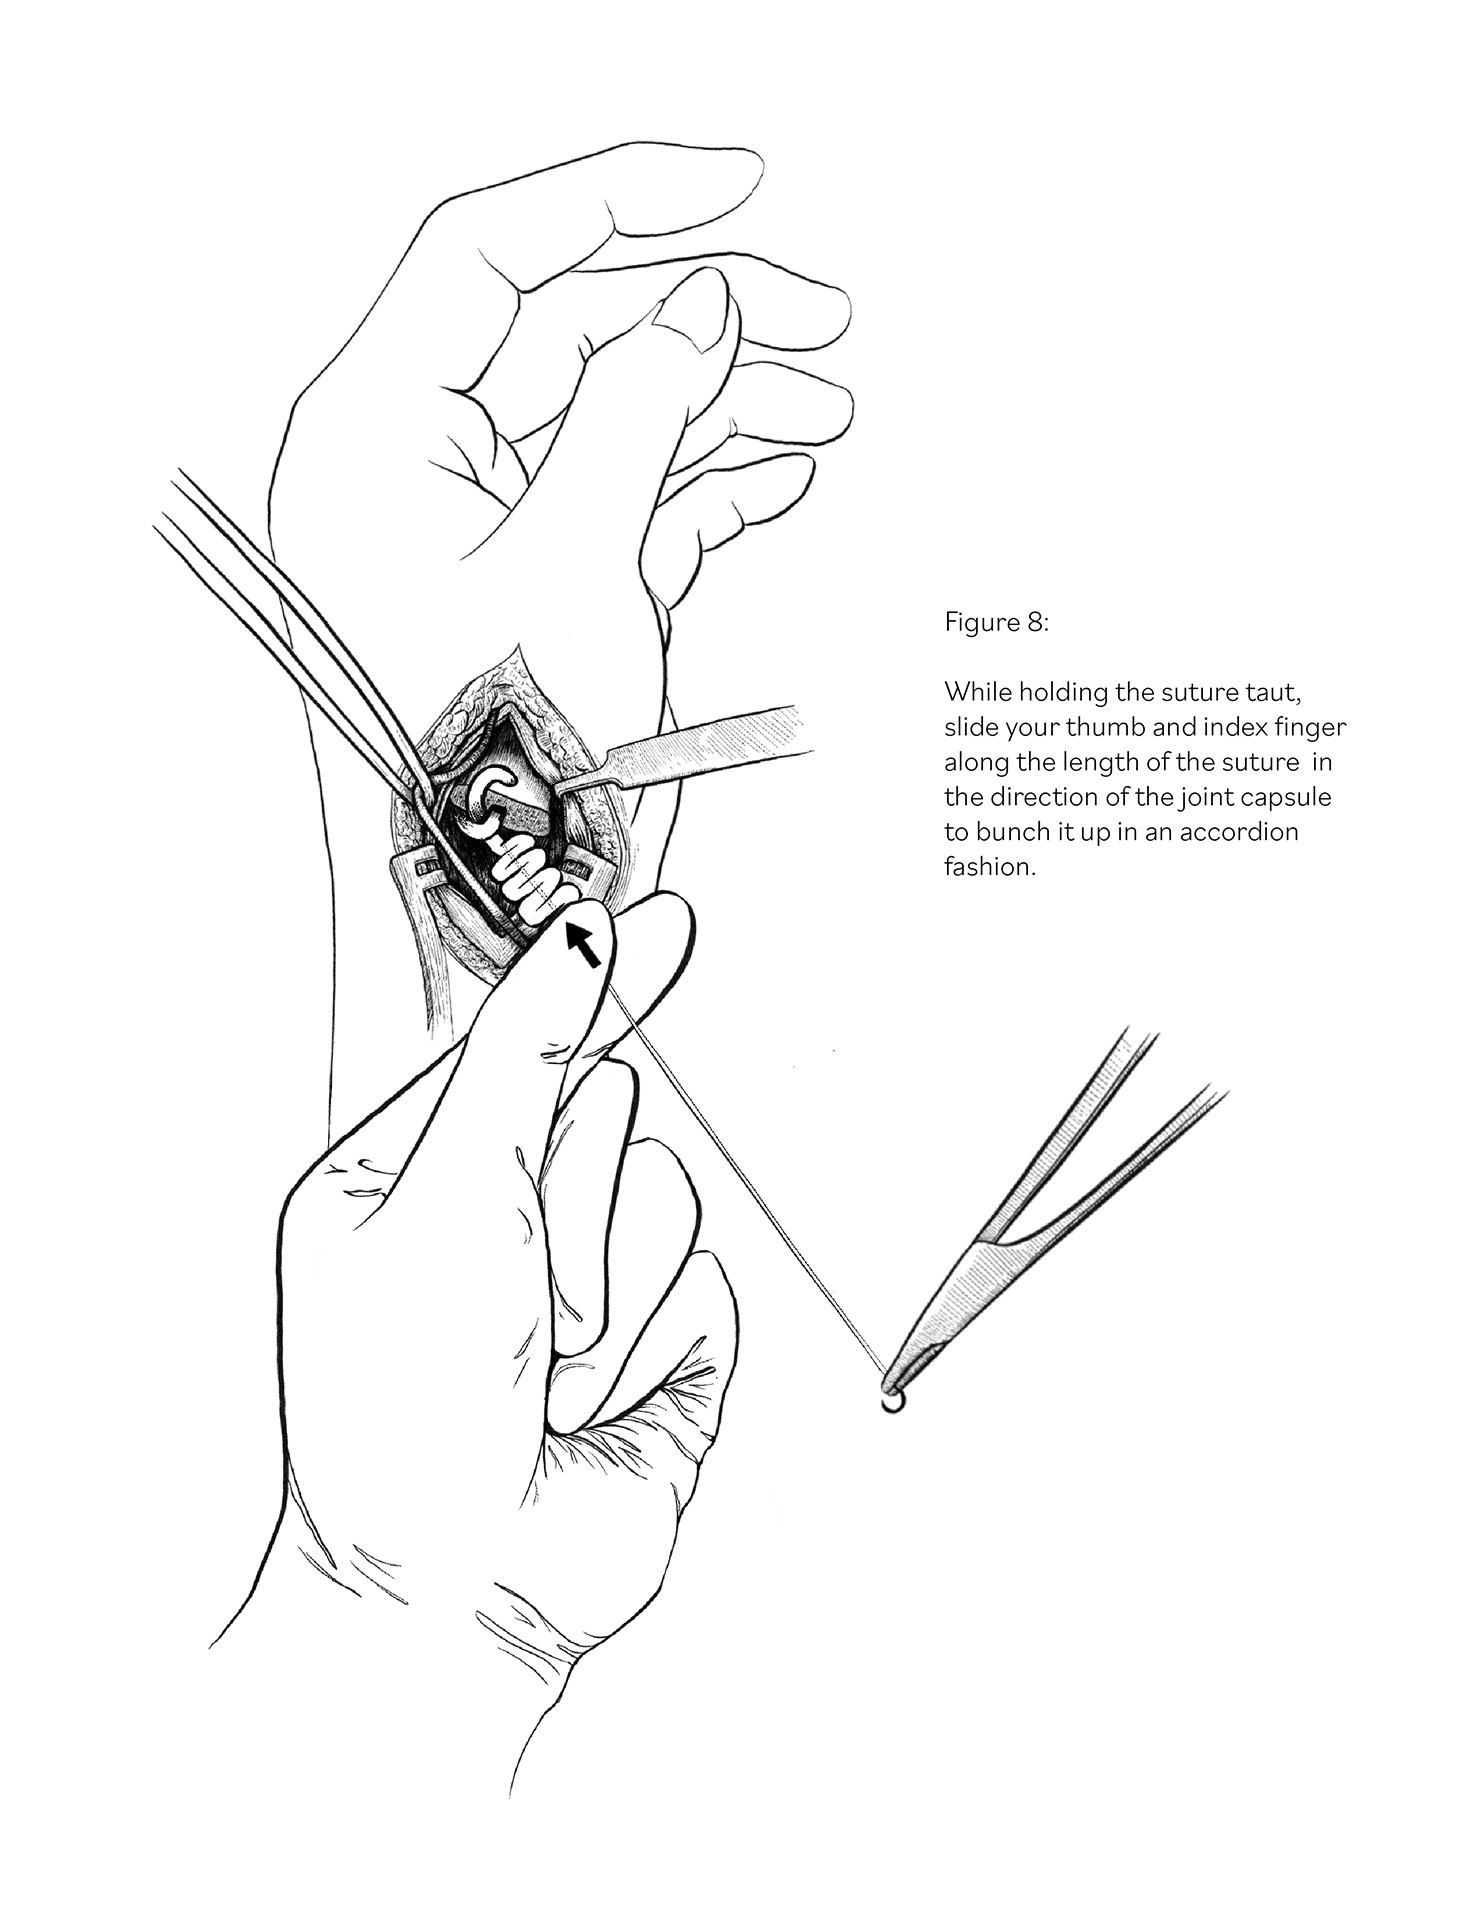 Figure 8:
While holding the suture taut,
slide your thumb and index finger
along the length of the suture  in
the direction of the joint capsule
to bunch it up in an accordion
fashion.